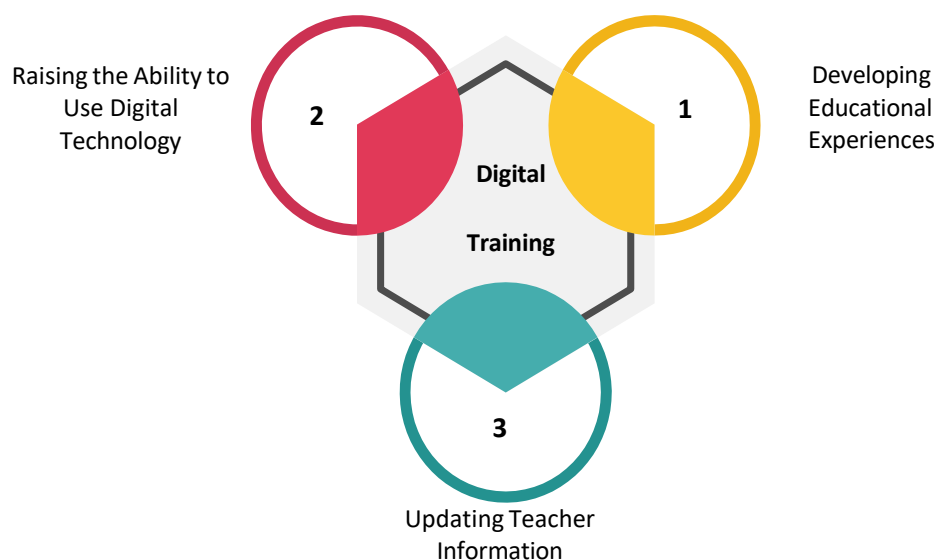 Raising the Ability to
Use Digital
Technology
2
1
Developing
Educational
Experiences
Digital
Training
3
Updating Teacher
Information